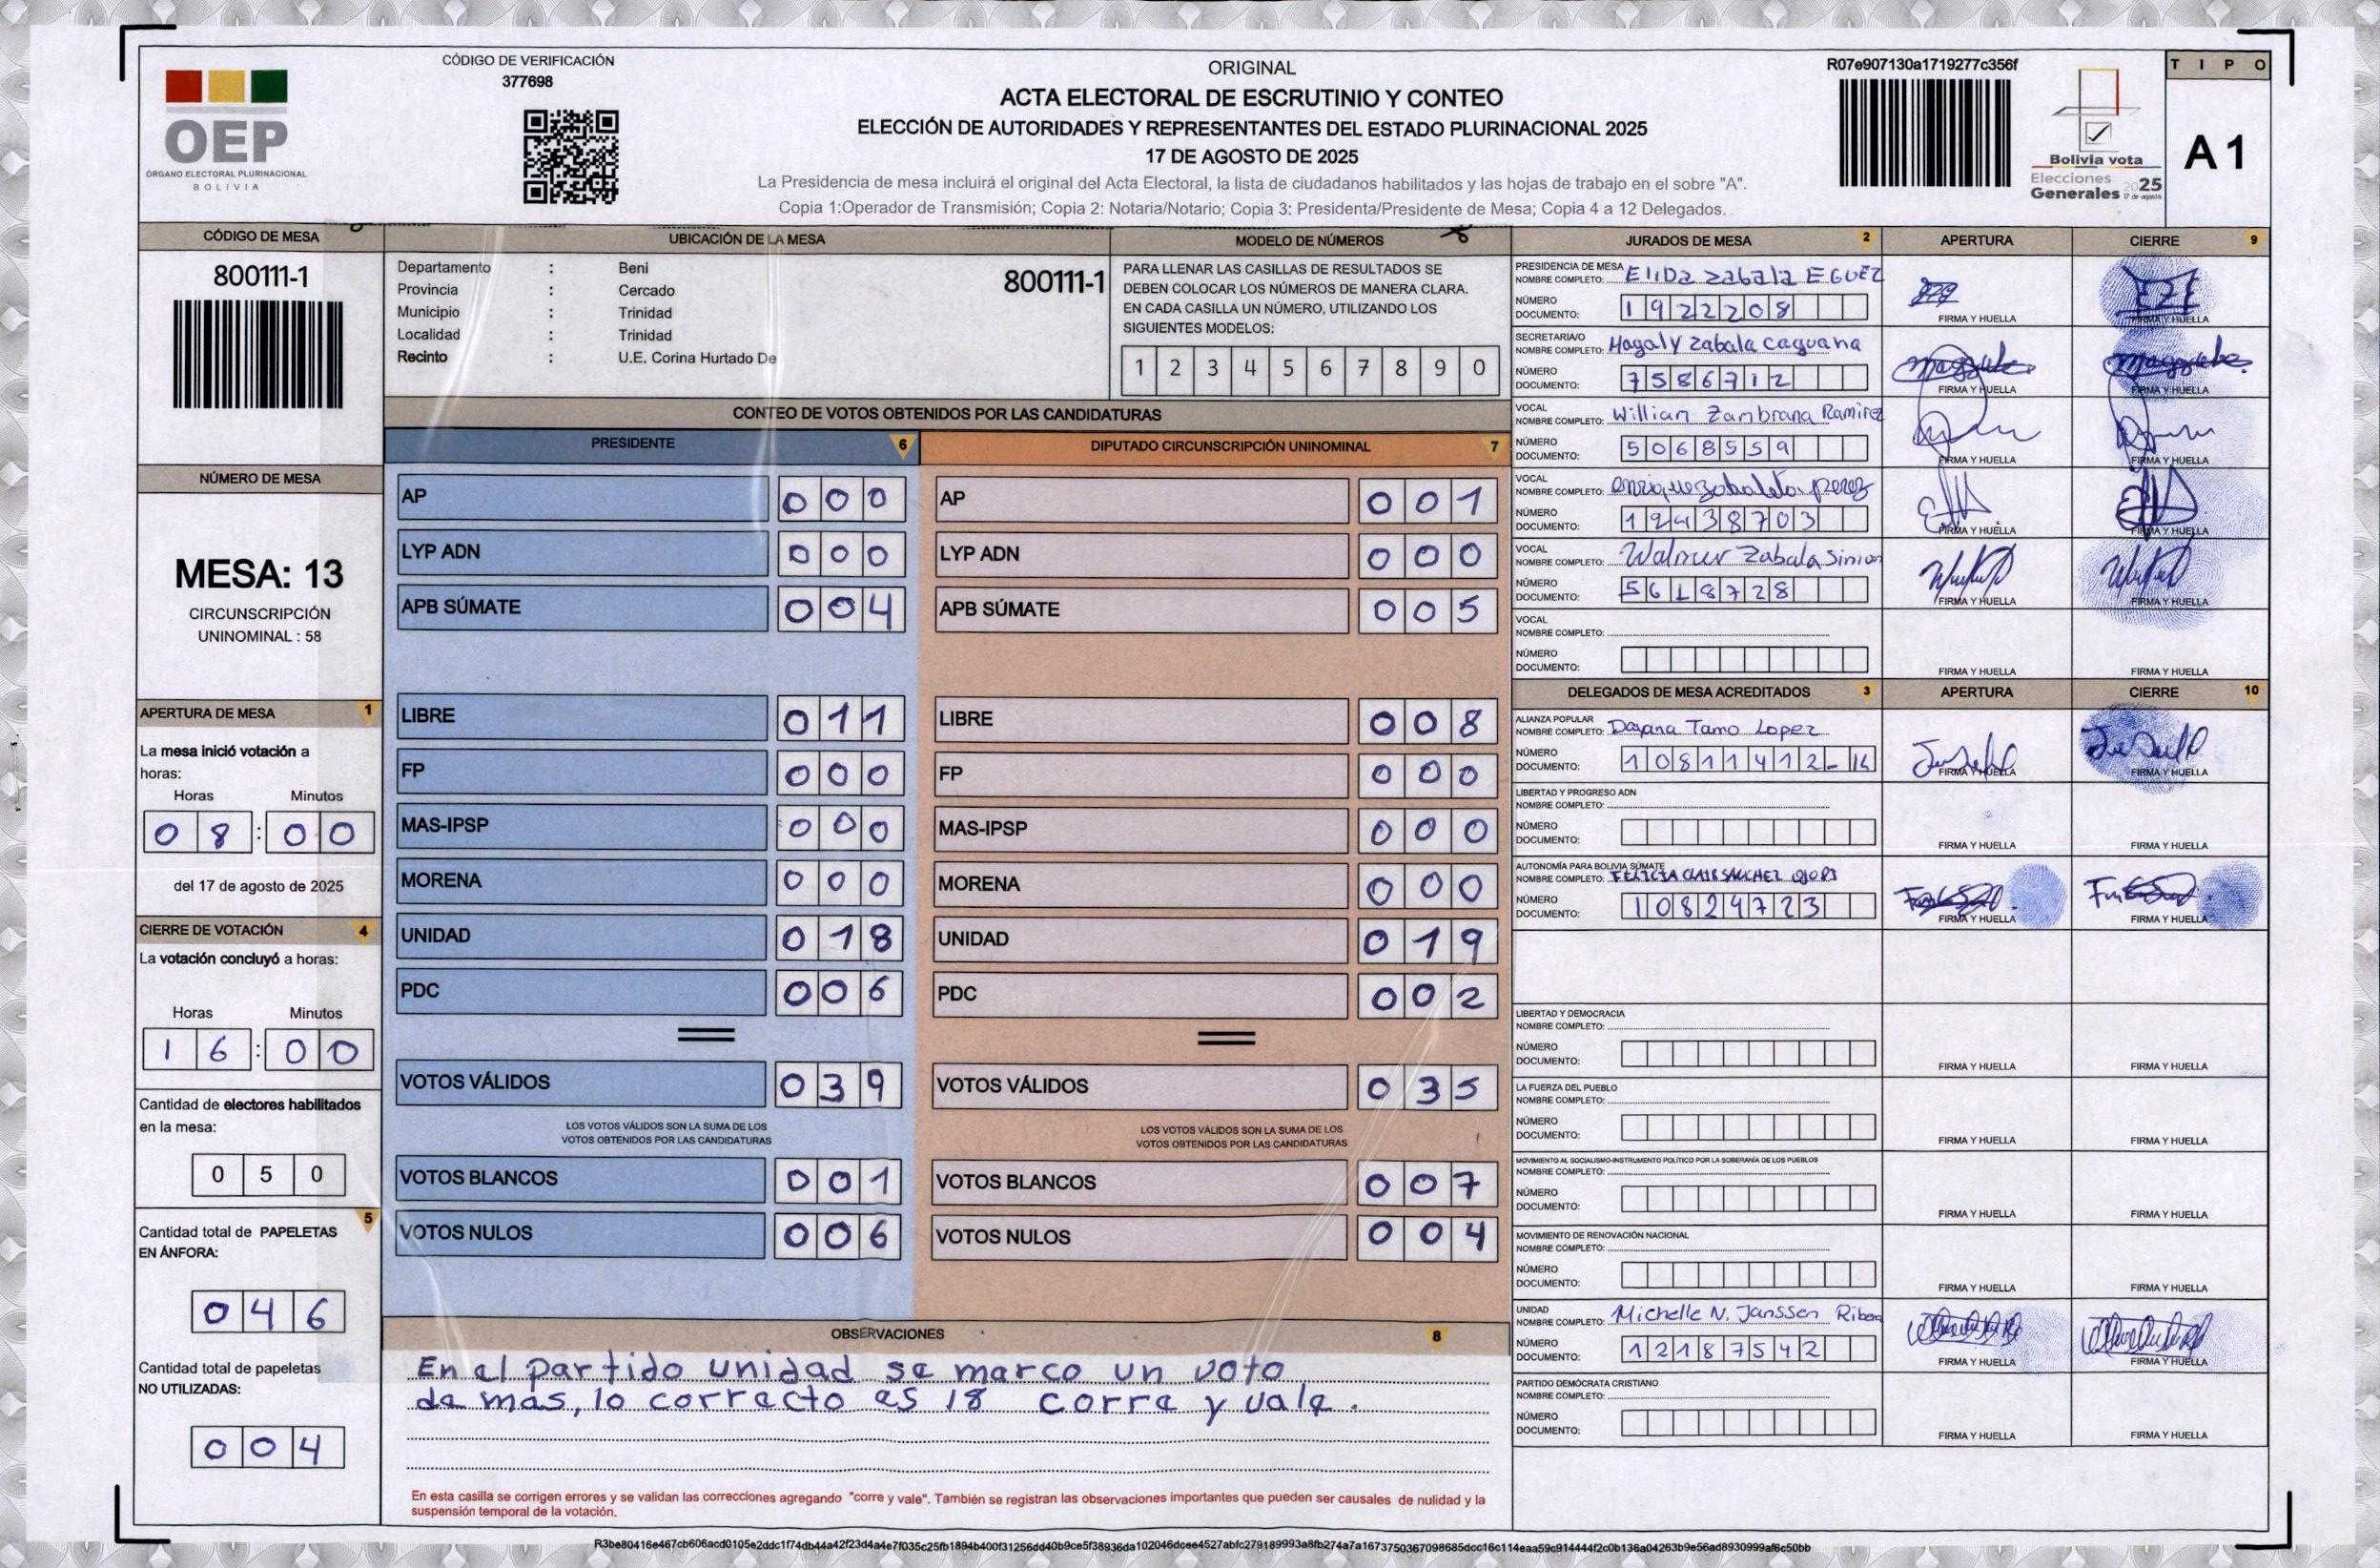 CÓDIGO DE VERIFICACIÓN
377698
OEP
ÓRGANO ELECTORAL PLURINACIONAL
BOLIVIA
ORIGINAL
ACTA ELECTORAL DE ESCRUTINIO Y CONTEO
ELECCIÓN DE AUTORIDADES Y REPRESENTANTES DEL ESTADO PLURINACIONAL 2025
17 DE AGOSTO DE 2025
La Presidencia de mesa incluirá el original del Acta Electoral, la lista de ciudadanos habilitados y las hojas de trabajo en el sobre "A".
Copia 1:Operador de Transmisión; Copia 2: Notaria/Notario; Copia 3: Presidenta/Presidente de Mesa; Copia 4 a 12 Delegados.
R07e907130a1719277c356f
Bolivia vota
Elecciones
Generales 2025
17 de agosto
TIPO
A1
CÓDIGO DE MESA
800111-1
NÚMERO DE MESA
MESA: 13
CIRCUNSCRIPCIÓN
UNINOMINAL : 58
APERTURA DE MESA 1
La mesa inició votación a
horas:
Horas Minutos
08:00
del 17 de agosto de 2025
CIERRE DE VOTACIÓN 4
La votación concluyó a horas:
Horas Minutos
16:00
Cantidad de electores habilitados
en la mesa:
050
5
Cantidad total de PAPELETAS
EN ÁNFORA:
046
Cantidad total de papeletas
NO UTILIZADAS:
004
UBICACIÓN DE LA MESA
Departamento : Beni
800111-1
Provincia : Cercado
Municipio : Trinidad
Localidad : Trinidad
Recinto : U.E. Corina Hurtado De
MODELO DE NÚMEROS
PARA LLENAR LAS CASILLAS DE RESULTADOS SE
DEBEN COLOCAR LOS NÚMEROS DE MANERA CLARA.
EN CADA CASILLA UN NÚMERO, UTILIZANDO LOS
SIGUIENTES MODELOS:
1 2 3 4 5 6 7 8 9 0
CONTEO DE VOTOS OBTENIDOS POR LAS CANDIDATURAS
PRESIDENTE 6 DIPUTADO CIRCUNSCRIPCIÓN UNINOMINAL 7
AP 000 AP 001
LYP ADN 000 LYP ADN 000
APB SÚMATE 004 APB SÚMATE 005
LIBRE 011 LIBRE 008
FP 000 FP 000
MAS-IPSP 000 MAS-IPSP 000
MORENA 000 MORENA 000
UNIDAD 018 UNIDAD 019
PDC 006 PDC 002
VOTOS VÁLIDOS 039 VOTOS VÁLIDOS 035
LOS VOTOS VÁLIDOS SON LA SUMA DE LOS
VOTOS OBTENIDOS POR LAS CANDIDATURAS
LOS VOTOS VÁLIDOS SON LA SUMA DE LOS
VOTOS OBTENIDOS POR LAS CANDIDATURAS
VOTOS BLANCOS 001 VOTOS BLANCOS 007
VOTOS NULOS 006 VOTOS NULOS 004
OBSERVACIONES 8
En el partido unidad se marco un voto
de mas, lo correcto es 18 corre y vale.
En esta casilla se corrigen errores y se validan las correcciones agregando "corre y vale". También se registran las observaciones importantes que pueden ser causales de nulidad y la
suspensión temporal de la votación.
JURADOS DE MESA 2 APERTURA CIERRE 9
PRESIDENCIA DE MESA
NOMBRE COMPLETO: Elida Zabala EGUEZ
NÚMERO
DOCUMENTO: 1922208 FIRMA Y HUELLA FIRMA Y HUELLA
SECRETARIA/O
NOMBRE COMPLETO: Magaly Zabala caguana
NÚMERO
DOCUMENTO: 7586712 FIRMA Y HUELLA FIRMA Y HUELLA
VOCAL
NOMBRE COMPLETO: Willian Zambrana Ramirez
NÚMERO
DOCUMENTO: 5068559 FIRMA Y HUELLA FIRMA Y HUELLA
VOCAL
NOMBRE COMPLETO: enrique zabaleta perez
NÚMERO
DOCUMENTO: 12438703 FIRMA Y HUELLA FIRMA Y HUELLA
VOCAL
NOMBRE COMPLETO: Walmer Zabala
NÚMERO
DOCUMENTO: 5618728 FIRMA Y HUELLA FIRMA Y HUELLA
VOCAL
NOMBRE COMPLETO:
NÚMERO
DOCUMENTO: FIRMA Y HUELLA FIRMA Y HUELLA
DELEGADOS DE MESA ACREDITADOS 3 APERTURA CIERRE 10
ALIANZA POPULAR
NOMBRE COMPLETO: Dayana Tamo Lopez
NÚMERO
DOCUMENTO: 10811412- FIRMA Y HUELLA FIRMA Y HUELLA
LIBERTAD Y PROGRESO ADN
NOMBRE COMPLETO:
NÚMERO
DOCUMENTO: FIRMA Y HUELLA FIRMA Y HUELLA
AUTONOMÍA PARA BOLIVIA SÚMATE
NOMBRE COMPLETO: FELICIA SANCHEZ
NÚMERO
DOCUMENTO: 10824723 FIRMA Y HUELLA FIRMA Y HUELLA
LIBERTAD Y DEMOCRACIA
NOMBRE COMPLETO:
NÚMERO
DOCUMENTO: FIRMA Y HUELLA FIRMA Y HUELLA
LA FUERZA DEL PUEBLO
NOMBRE COMPLETO:
NÚMERO
DOCUMENTO: FIRMA Y HUELLA FIRMA Y HUELLA
MOVIMIENTO AL SOCIALISMO-INSTRUMENTO POLÍTICO POR LA SOBERANÍA DE LOS PUEBLOS
NOMBRE COMPLETO:
NÚMERO
DOCUMENTO: FIRMA Y HUELLA FIRMA Y HUELLA
MOVIMIENTO DE RENOVACIÓN NACIONAL
NOMBRE COMPLETO:
NÚMERO
DOCUMENTO: FIRMA Y HUELLA FIRMA Y HUELLA
UNIDAD
NOMBRE COMPLETO: Michelle N. Janssen
NÚMERO
DOCUMENTO: 12187542 FIRMA Y HUELLA FIRMA Y HUELLA
PARTIDO DEMÓCRATA CRISTIANO
NOMBRE COMPLETO:
NÚMERO
DOCUMENTO: FIRMA Y HUELLA FIRMA Y HUELLA